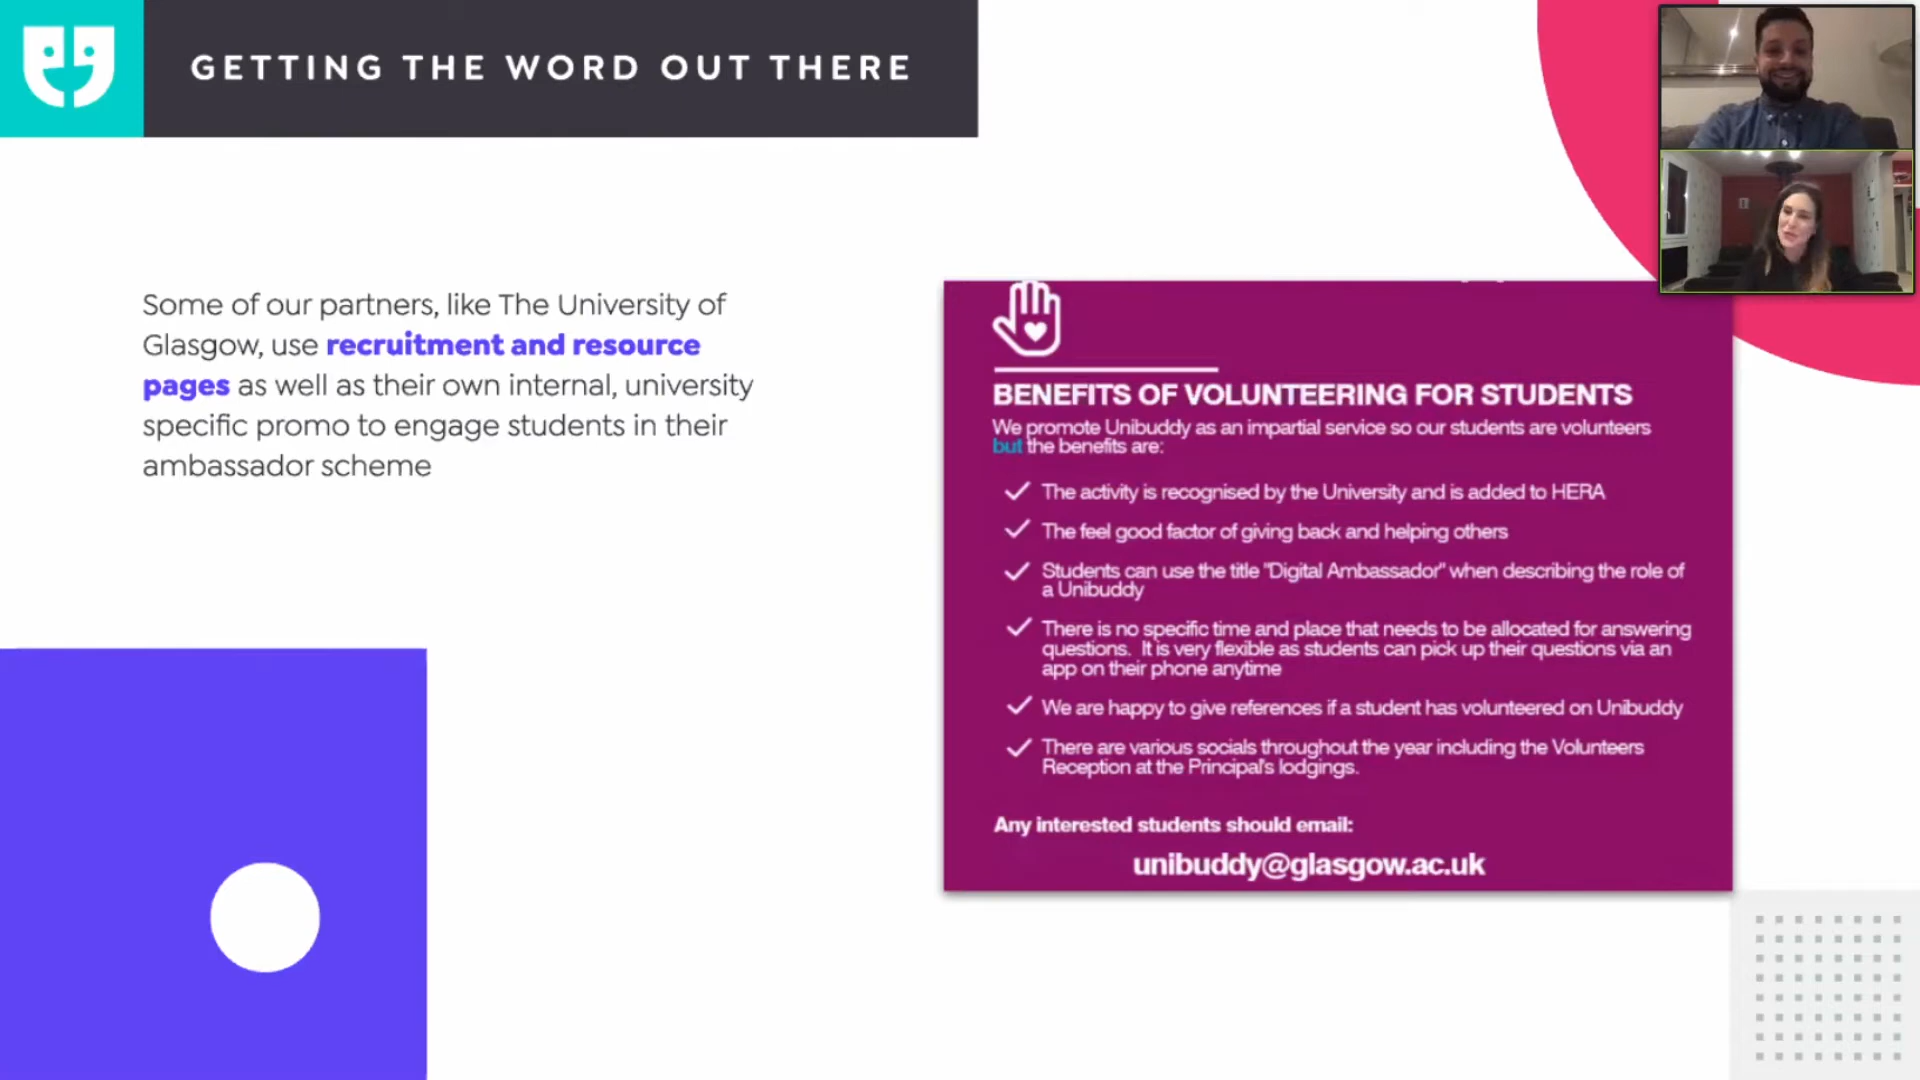 GETTING THE WORD OUT THERE
Some of our partners, like The University of
Glasgow, use recruitment and resource
pages as well as their own internal, university
specific promo to engage students in their
ambassador scheme
BENEFITS OF VOLUNTEERING FOR STUDENTS
We promote Unibuddy as an impartial service so our students are volunteers
but the benefits are:
The activity is recognised by the University and is added to HERA
The feel good factor of giving back and helping others
Students can use the title "Digital Ambassador" when describing the role of
a Unibuddy
There is no specific time and place that needs to be allocated for answering
questions. It is very flexible as students can pick up their questions via an
app on their phone anytime
We are happy to give references if a student has volunteered on Unibuddy
There are various socials throughout the year including the Volunteers
Reception at the Principal's lodgings.
Any interested students should email:
unibuddy@glasgow.ac.uk